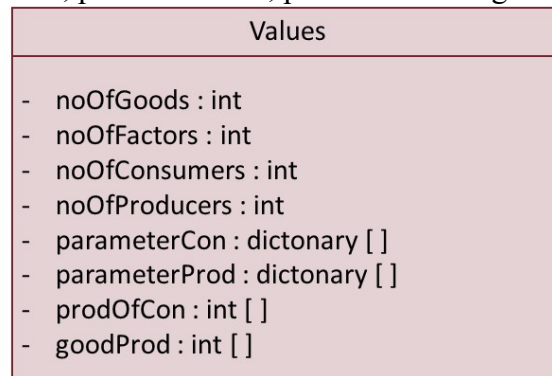 Values
- noOfGoods : int
- noOfFactors : int
- noOfConsumers : int
- noOfProducers : int
- parameterCon : dictonary [ ]
- parameterProd : dictonary [ ]
- prodOfCon : int [ ]
- goodProd : int [ ]